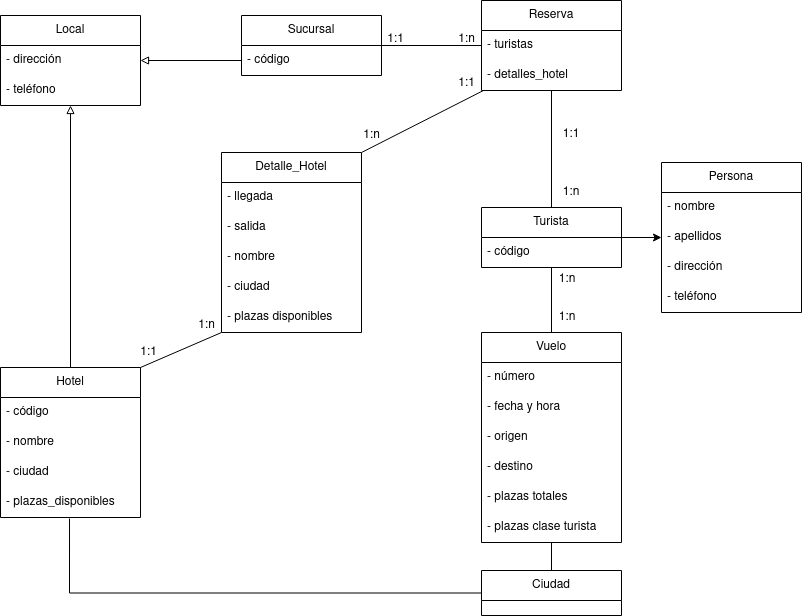 Local
- dirección
- teléfono
Sucursal
- código
1:1
1:n
Reserva
- turistas
- detalles_hotel
1:1
1:n
Detalle_Hotel
- llegada
- salida
- nombre
- ciudad
- plazas disponibles
1:1
1:n
Turista
- código
Persona
- nombre
- apellidos
- dirección
- teléfono
1:n
1:n
1:n
1:1
Hotel
- código
- nombre
- ciudad
- plazas_disponibles
Vuelo
- número
- fecha y hora
- origen
- destino
- plazas totales
- plazas clase turista
Ciudad